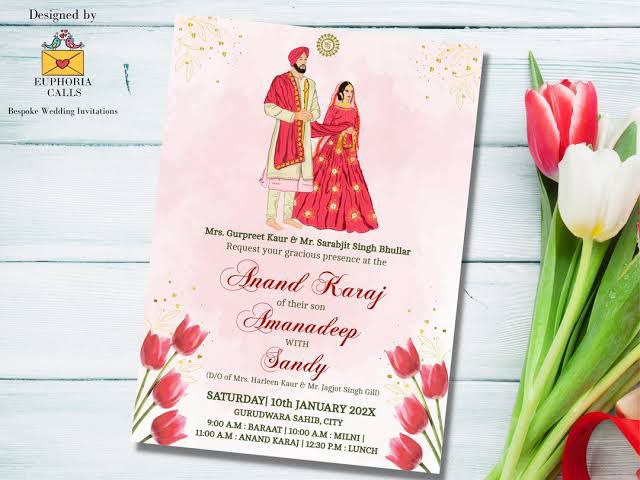 Designed by
EUPHORIA
CALLS
Bespoke Wedding Invitations
ੴ
Mrs. Gurpreet Kaur & Mr. Sarabjit Singh Bhullar
Request your gracious presence at the
Anand Karaj
of their son
Amanadeep
WITH
Sandy
(D/O of Mrs. Harleen Kaur & Mr. Jagjot Singh Gill)
SATURDAY| 10th JANUARY 202X
GURUDWARA SAHIB, CITY
9:00 A.M : BARAAT | 10:00 A.M : MILNI |
11:00 A.M : ANAND KARAJ | 12:30 P.M : LUNCH